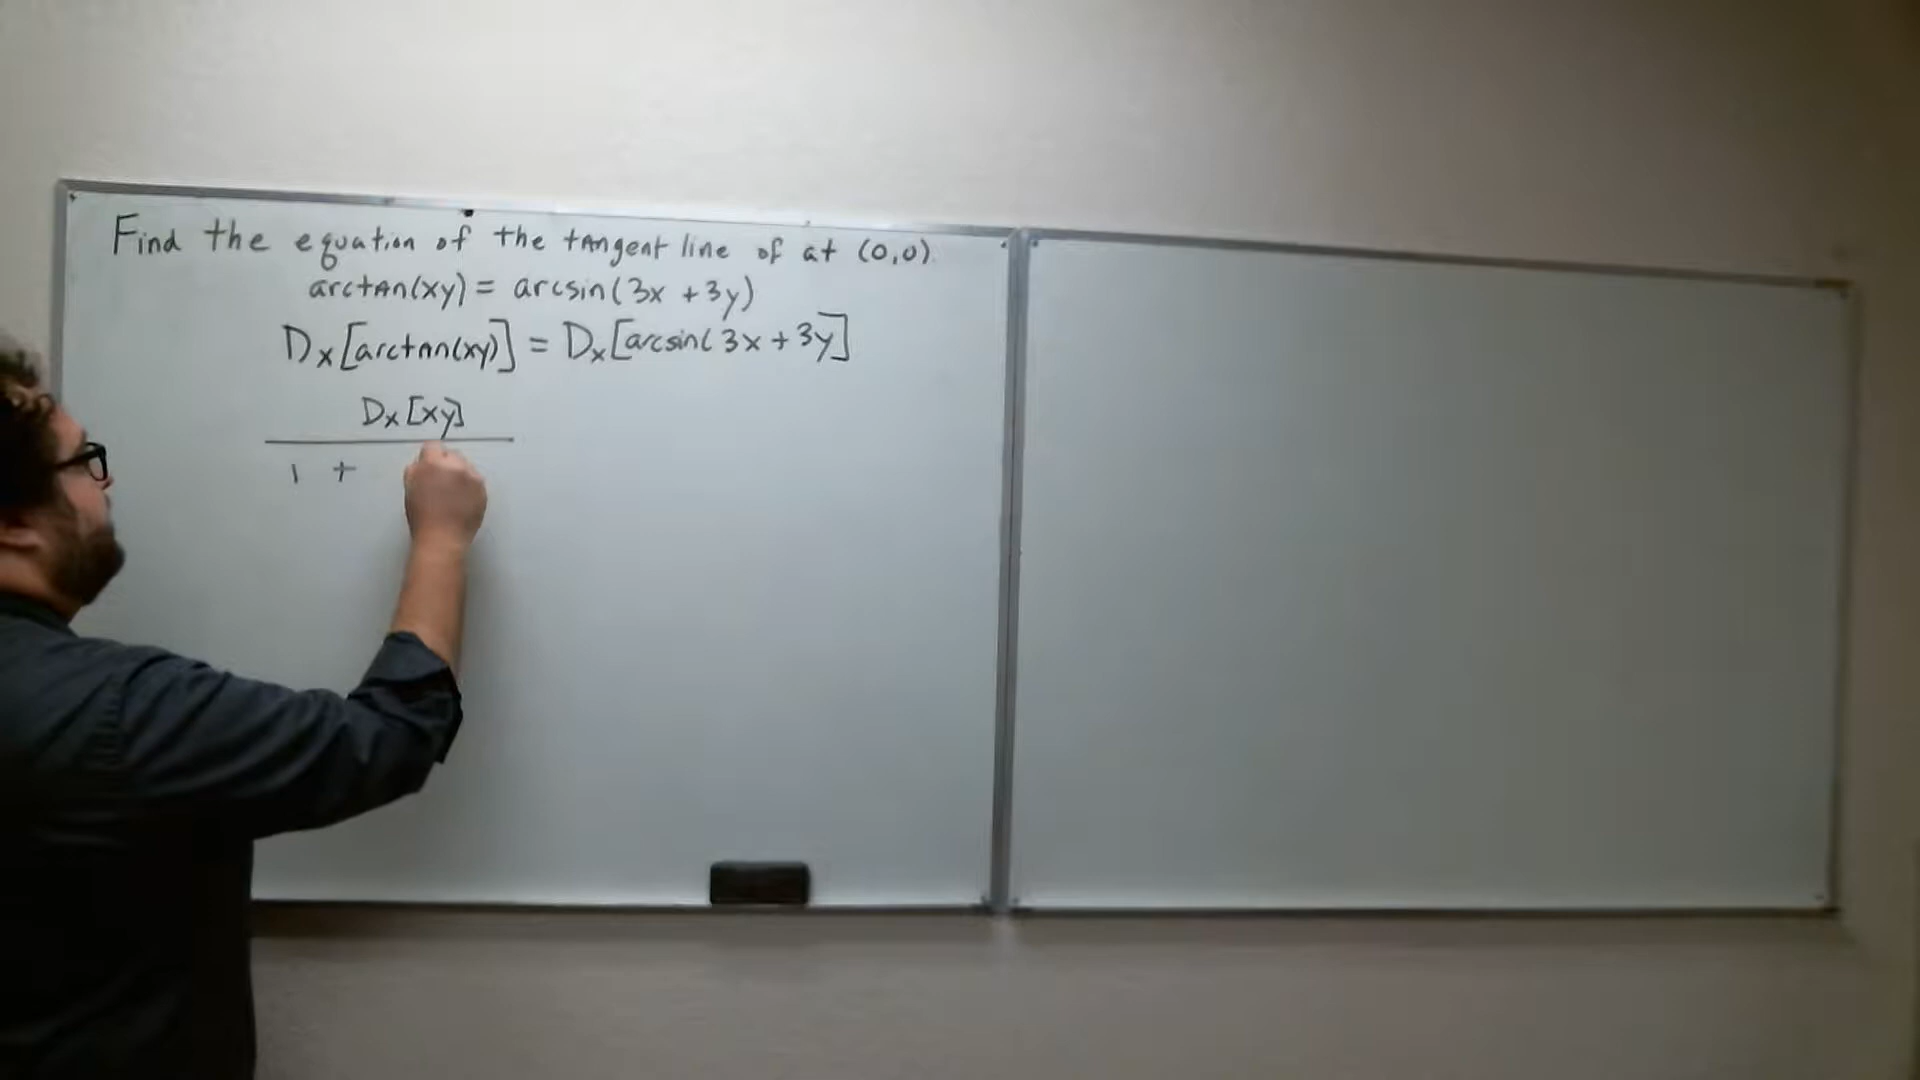 Find the equation of the tangent line of at (0,0).
arctan(xy) = arcsin(3x + 3y)
Dx[arctan(xy)] = Dx[arcsin(3x + 3y]
Dx[xy]
1 +